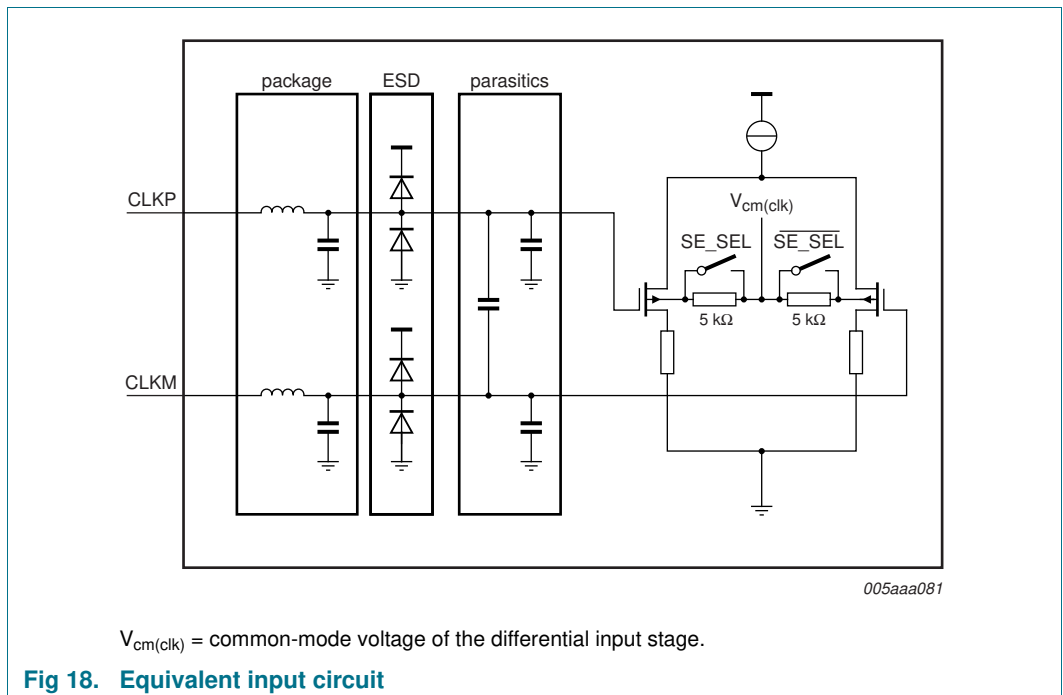 package ESD parasitics
CLKP
V_cm(clk)
SE_SEL SE_SEL
5 kΩ 5 kΩ
CLKM
005aaa081
V_cm(clk) = common-mode voltage of the differential input stage.
Fig 18. Equivalent input circuit